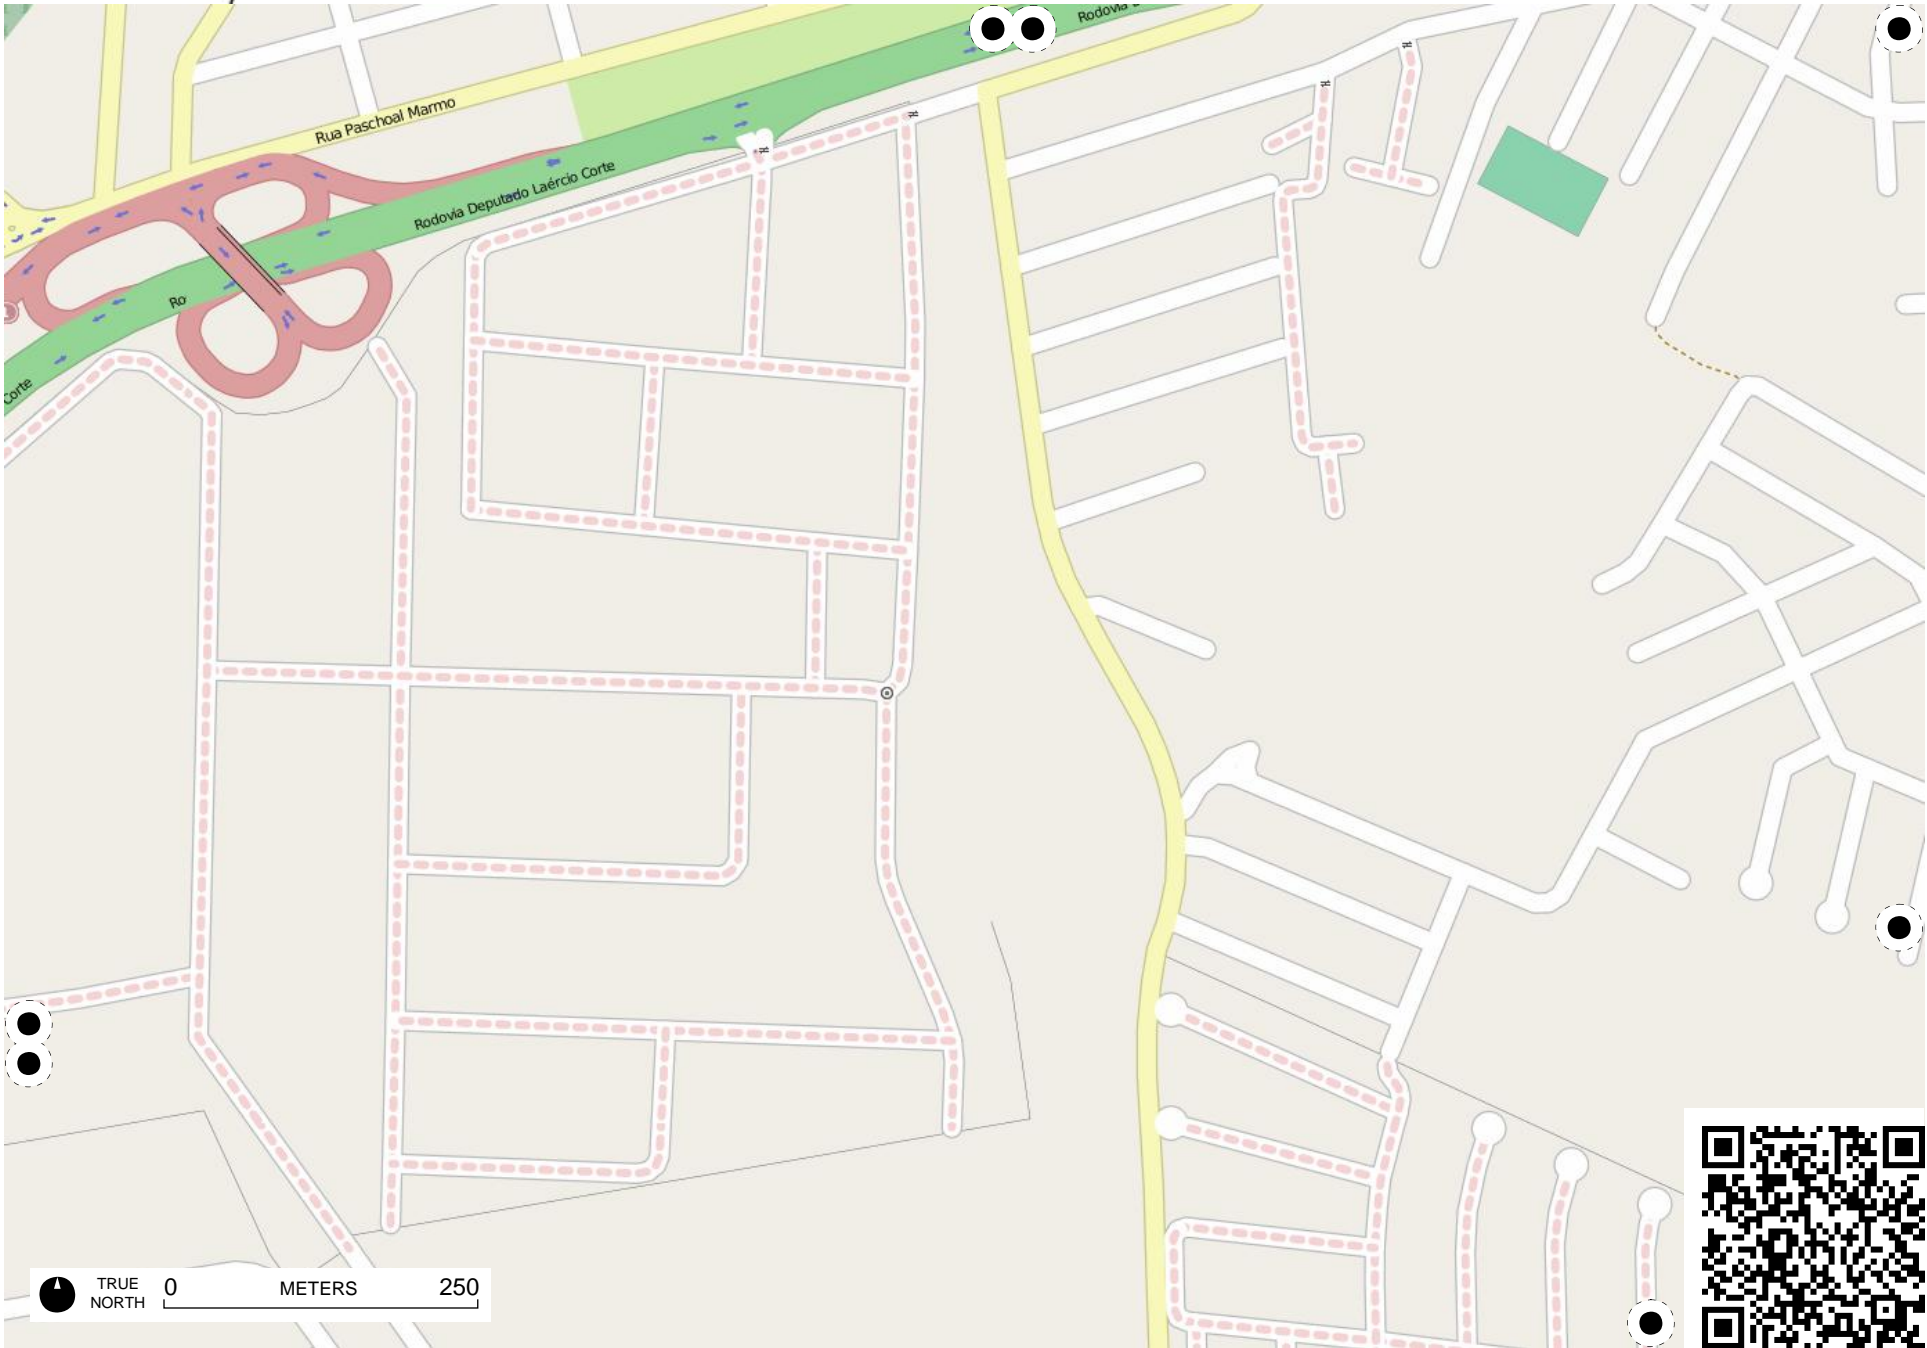 Rodovia D
Rua Paschoal Marmo
Rodovia Deputado Laércio Corte
Ro
Corte
TRUE
NORTH
0 METERS 250